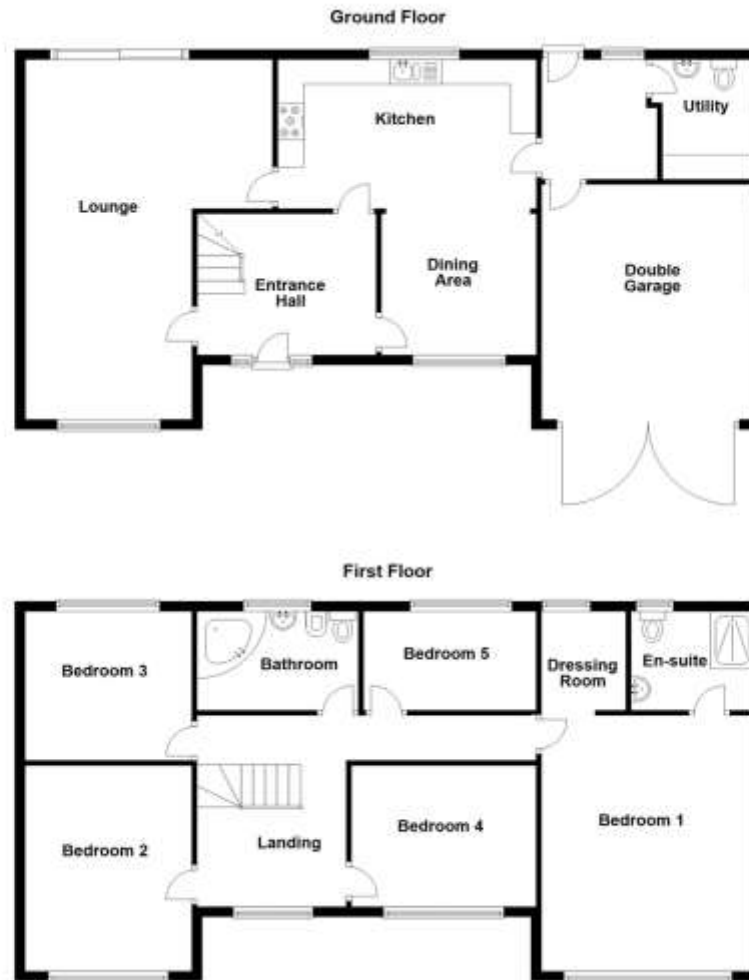 Ground Floor
Kitchen
Utility
Lounge
Entrance
Hall
Dining
Area
Double
Garage
First Floor
Bedroom 3
Bathroom
Bedroom 5
Dressing
Room
En-suite
Bedroom 2
Landing
Bedroom 4
Bedroom 1